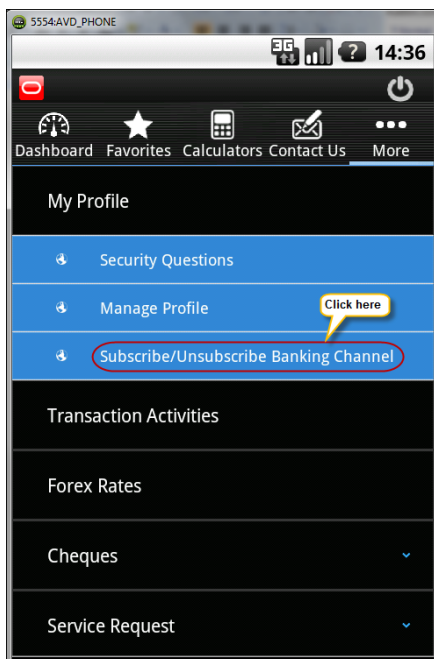 5554:AVD_PHONE
3G 14:36
Dashboard Favorites Calculators Contact Us More
My Profile
Security Questions
Manage Profile
Click here
Subscribe/Unsubscribe Banking Channel
Transaction Activities
Forex Rates
Cheques
Service Request